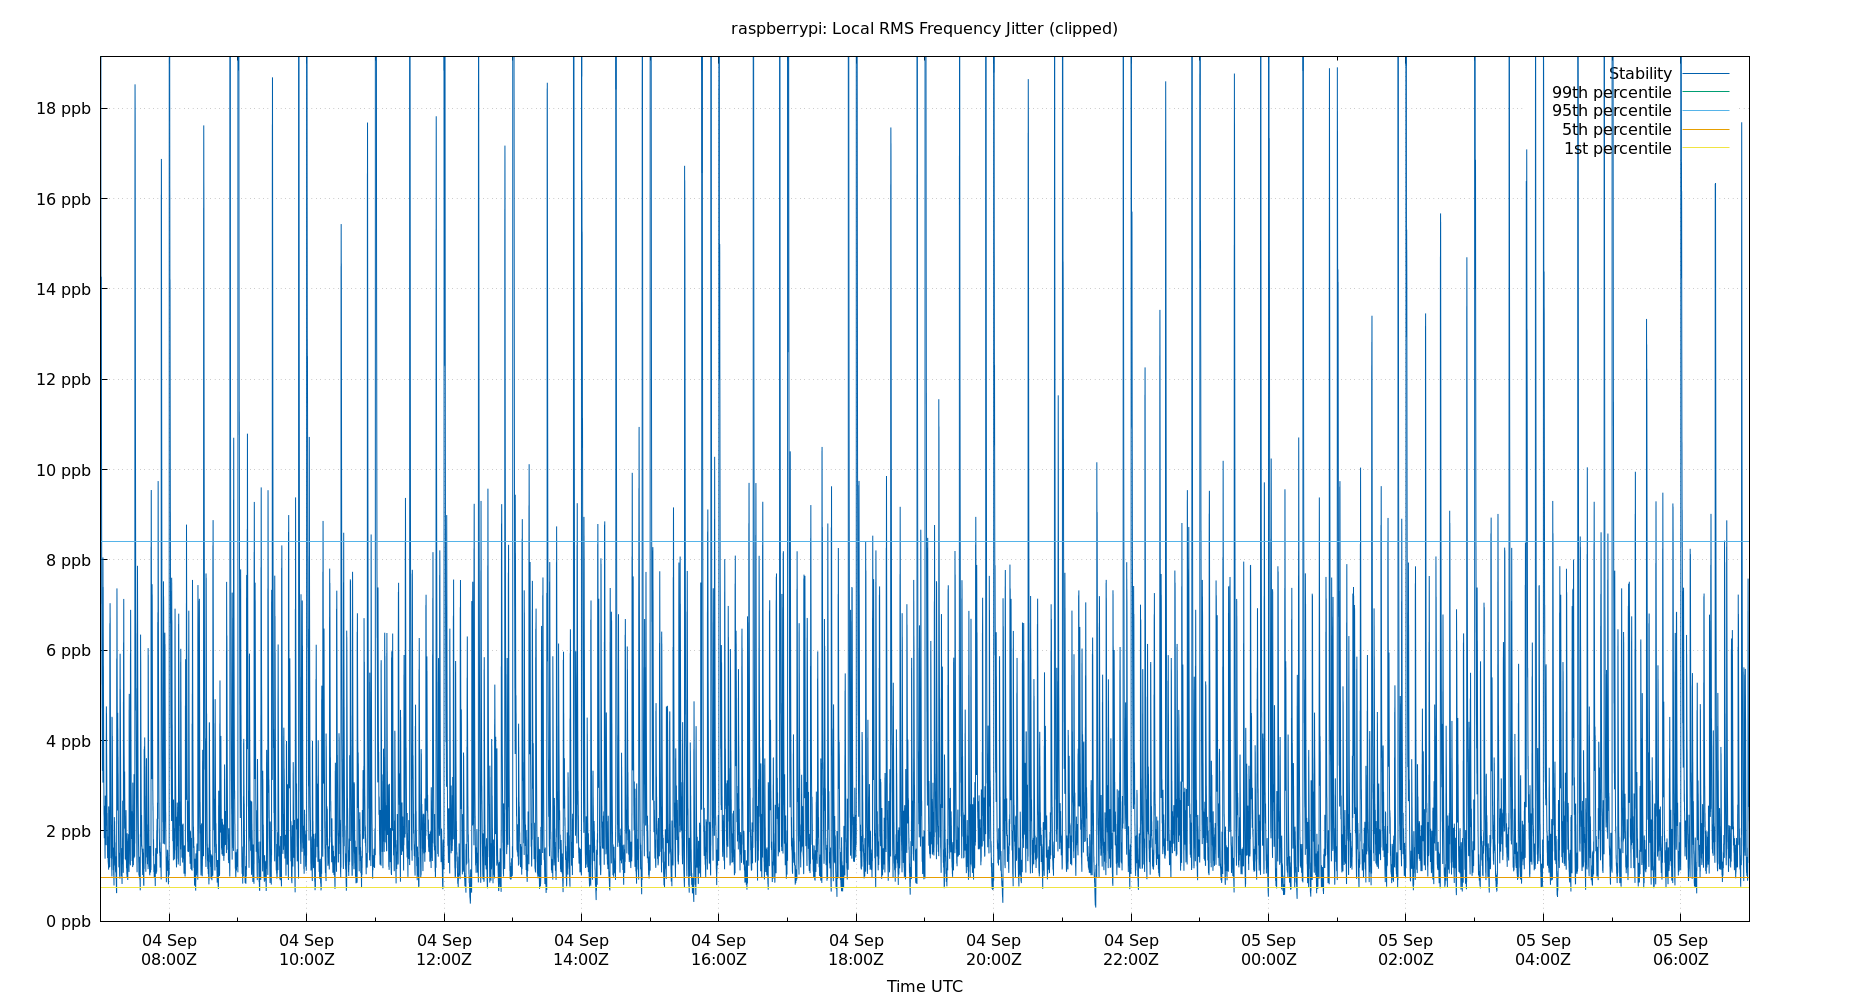 raspberrypi: Local RMS Frequency Jitter (clipped)
Stability
99th percentile
95th percentile
5th percentile
1st percentile
18 ppb
16 ppb
14 ppb
12 ppb
10 ppb
8 ppb
6 ppb
4 ppb
2 ppb
0 ppb
04 Sep 04 Sep 04 Sep 04 Sep 04 Sep 04 Sep 04 Sep 04 Sep 05 Sep 05 Sep 05 Sep 05 Sep
08:00Z 10:00Z 12:00Z 14:00Z 16:00Z 18:00Z 20:00Z 22:00Z 00:00Z 02:00Z 04:00Z 06:00Z
Time UTC